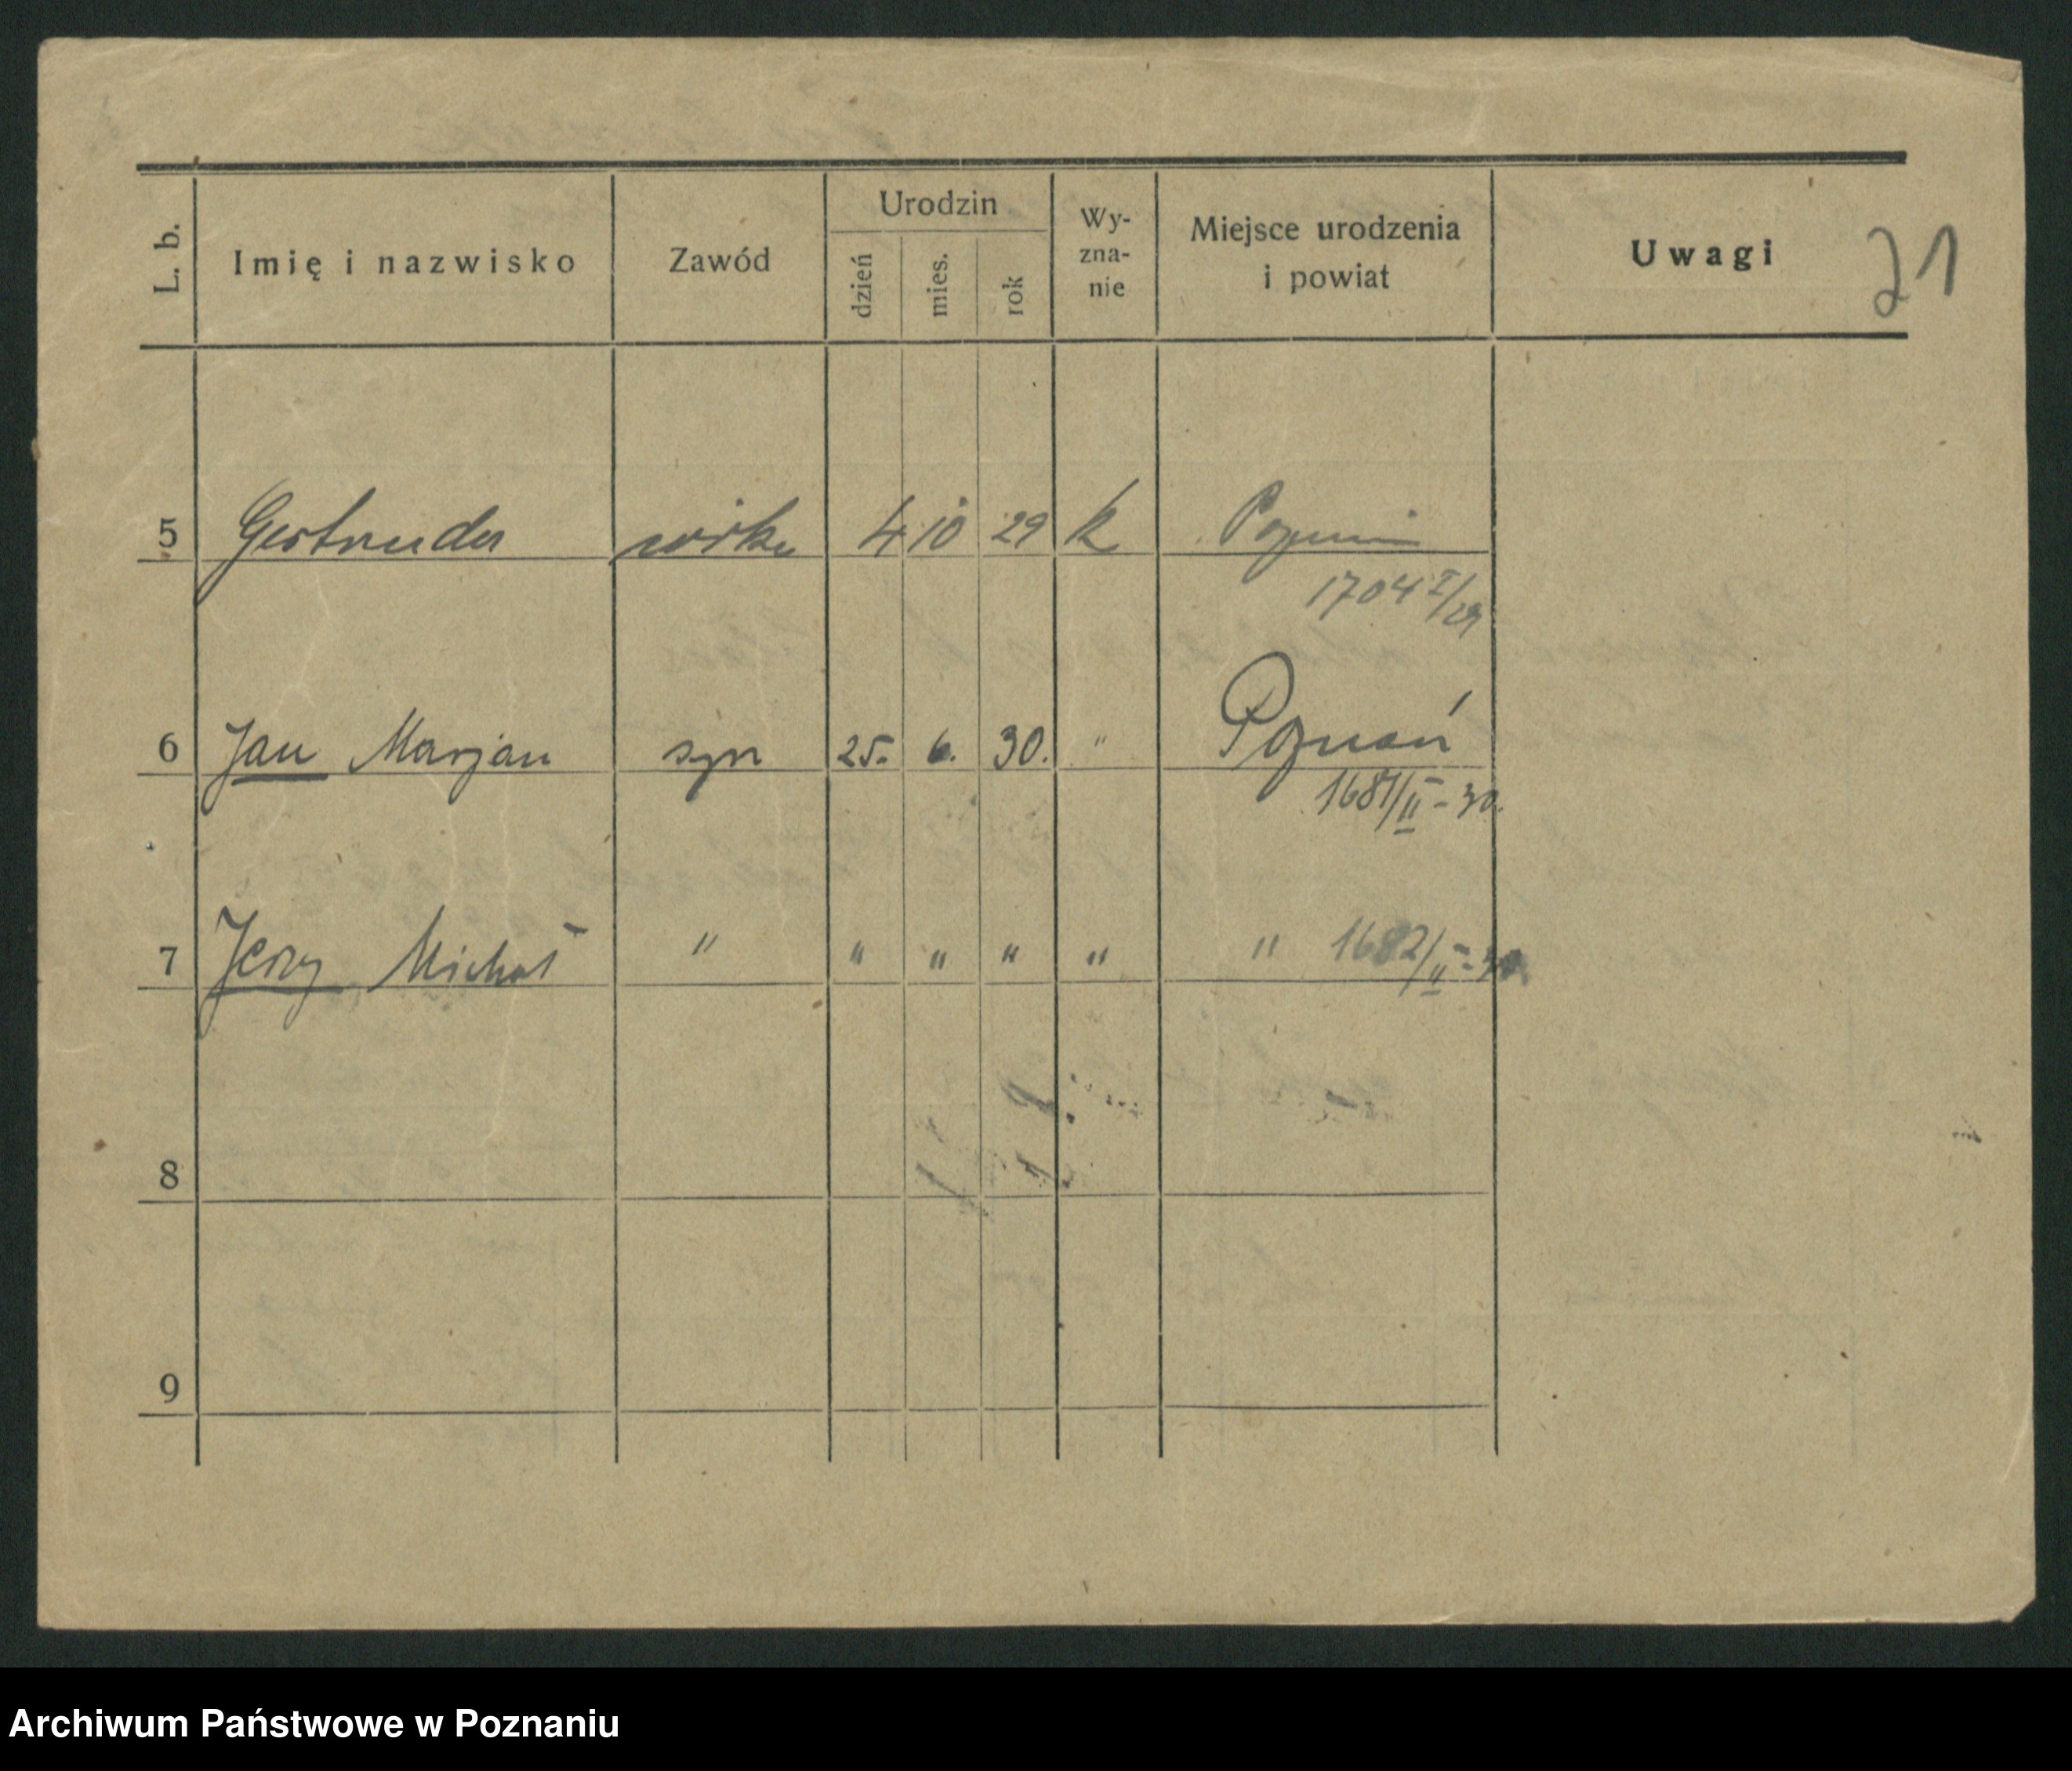 L. b. Imię i nazwisko Zawód Urodzin dzień mies. rok Wy-zna-nie Miejsce urodzenia i powiat Uwagi 21
5 Gertruda córka 4 10 29 k Poznań
1704 I/29
6 Jan Marjan syn 25. 6. 30. " Poznań
1681/II - 30.
7 Jerzy Michał " " " " " " 1682/II - 30.
8
9
Archiwum Państwowe w Poznaniu